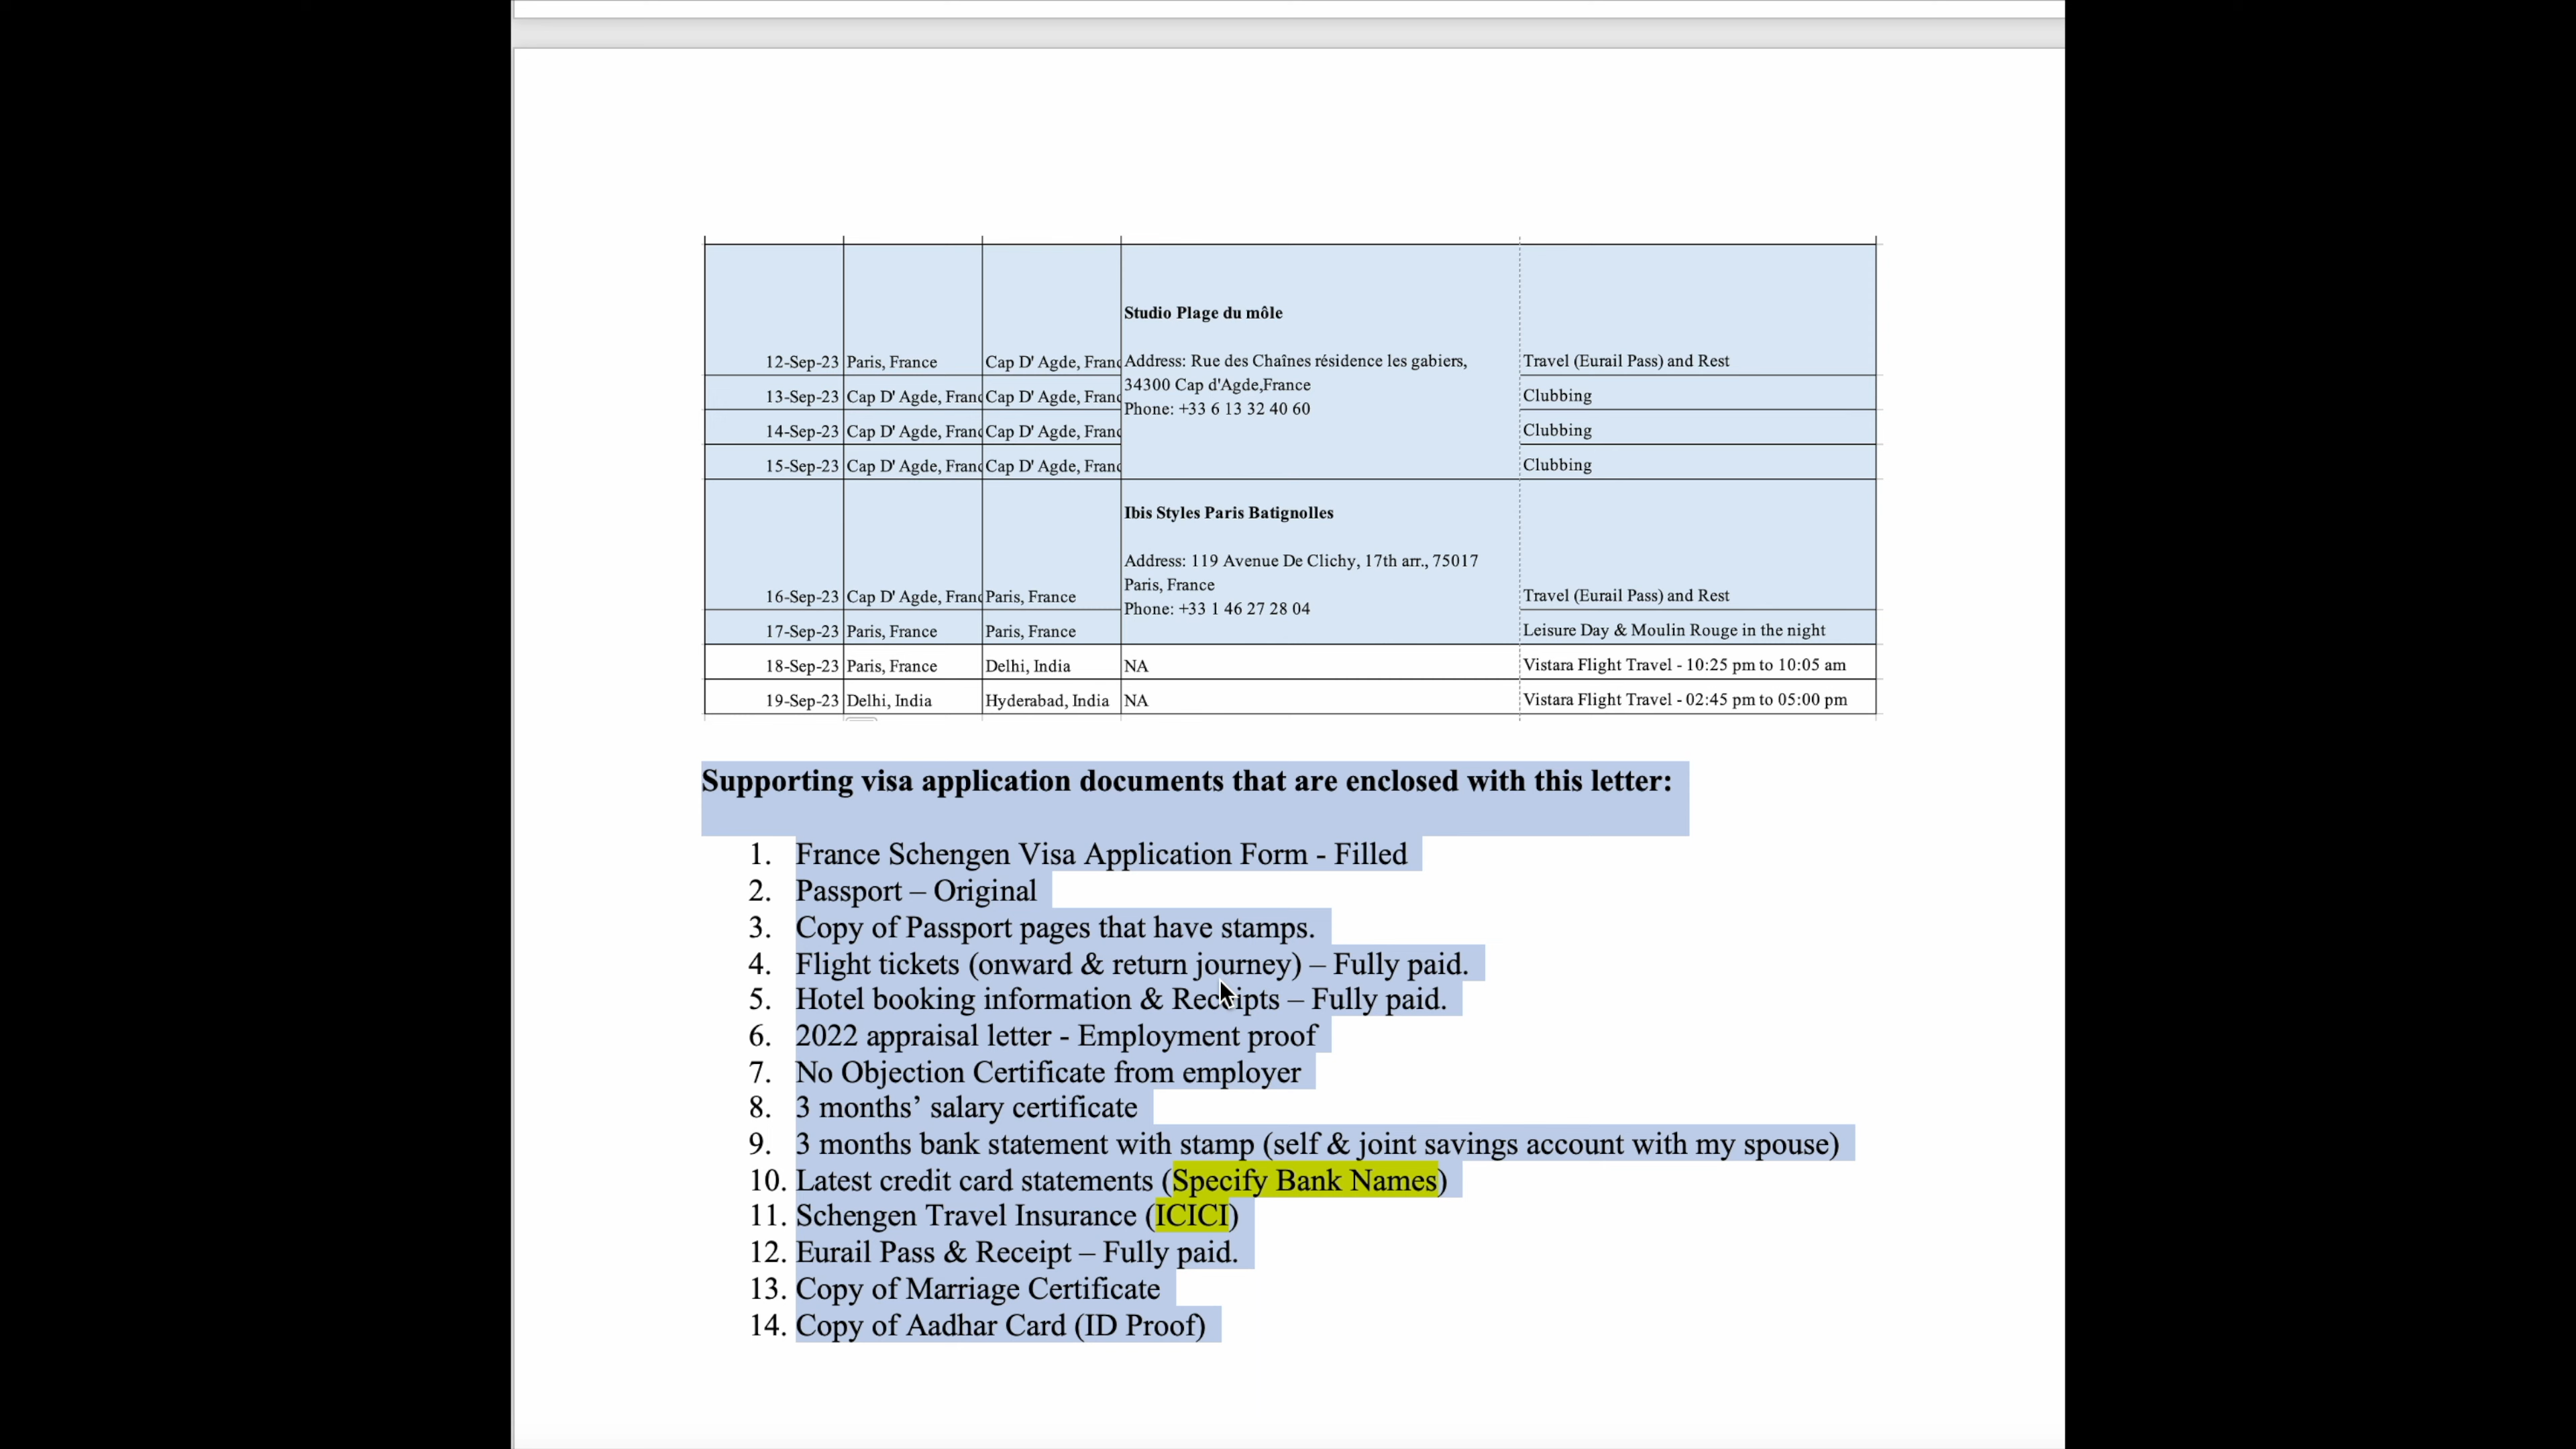 Studio Plage du môle
12-Sep-23 Paris, France Cap D' Agde, Franc Address: Rue des Chaînes résidence les gabiers, Travel (Eurail Pass) and Rest
34300 Cap d'Agde,France
13-Sep-23 Cap D' Agde, Franc Cap D' Agde, Franc Clubbing
Phone: +33 6 13 32 40 60
14-Sep-23 Cap D' Agde, Franc Cap D' Agde, Franc Clubbing
15-Sep-23 Cap D' Agde, Franc Cap D' Agde, Franc Clubbing
Ibis Styles Paris Batignolles
Address: 119 Avenue De Clichy, 17th arr., 75017
Paris, France
16-Sep-23 Cap D' Agde, Franc Paris, France Travel (Eurail Pass) and Rest
Phone: +33 1 46 27 28 04
17-Sep-23 Paris, France Paris, France Leisure Day & Moulin Rouge in the night
18-Sep-23 Paris, France Delhi, India NA Vistara Flight Travel - 10:25 pm to 10:05 am
19-Sep-23 Delhi, India Hyderabad, India NA Vistara Flight Travel - 02:45 pm to 05:00 pm
Supporting visa application documents that are enclosed with this letter:
1. France Schengen Visa Application Form - Filled
2. Passport – Original
3. Copy of Passport pages that have stamps.
4. Flight tickets (onward & return journey) – Fully paid.
5. Hotel booking information & Receipts – Fully paid.
6. 2022 appraisal letter - Employment proof
7. No Objection Certificate from employer
8. 3 months’ salary certificate
9. 3 months bank statement with stamp (self & joint savings account with my spouse)
10. Latest credit card statements (Specify Bank Names)
11. Schengen Travel Insurance (ICICI)
12. Eurail Pass & Receipt – Fully paid.
13. Copy of Marriage Certificate
14. Copy of Aadhar Card (ID Proof)